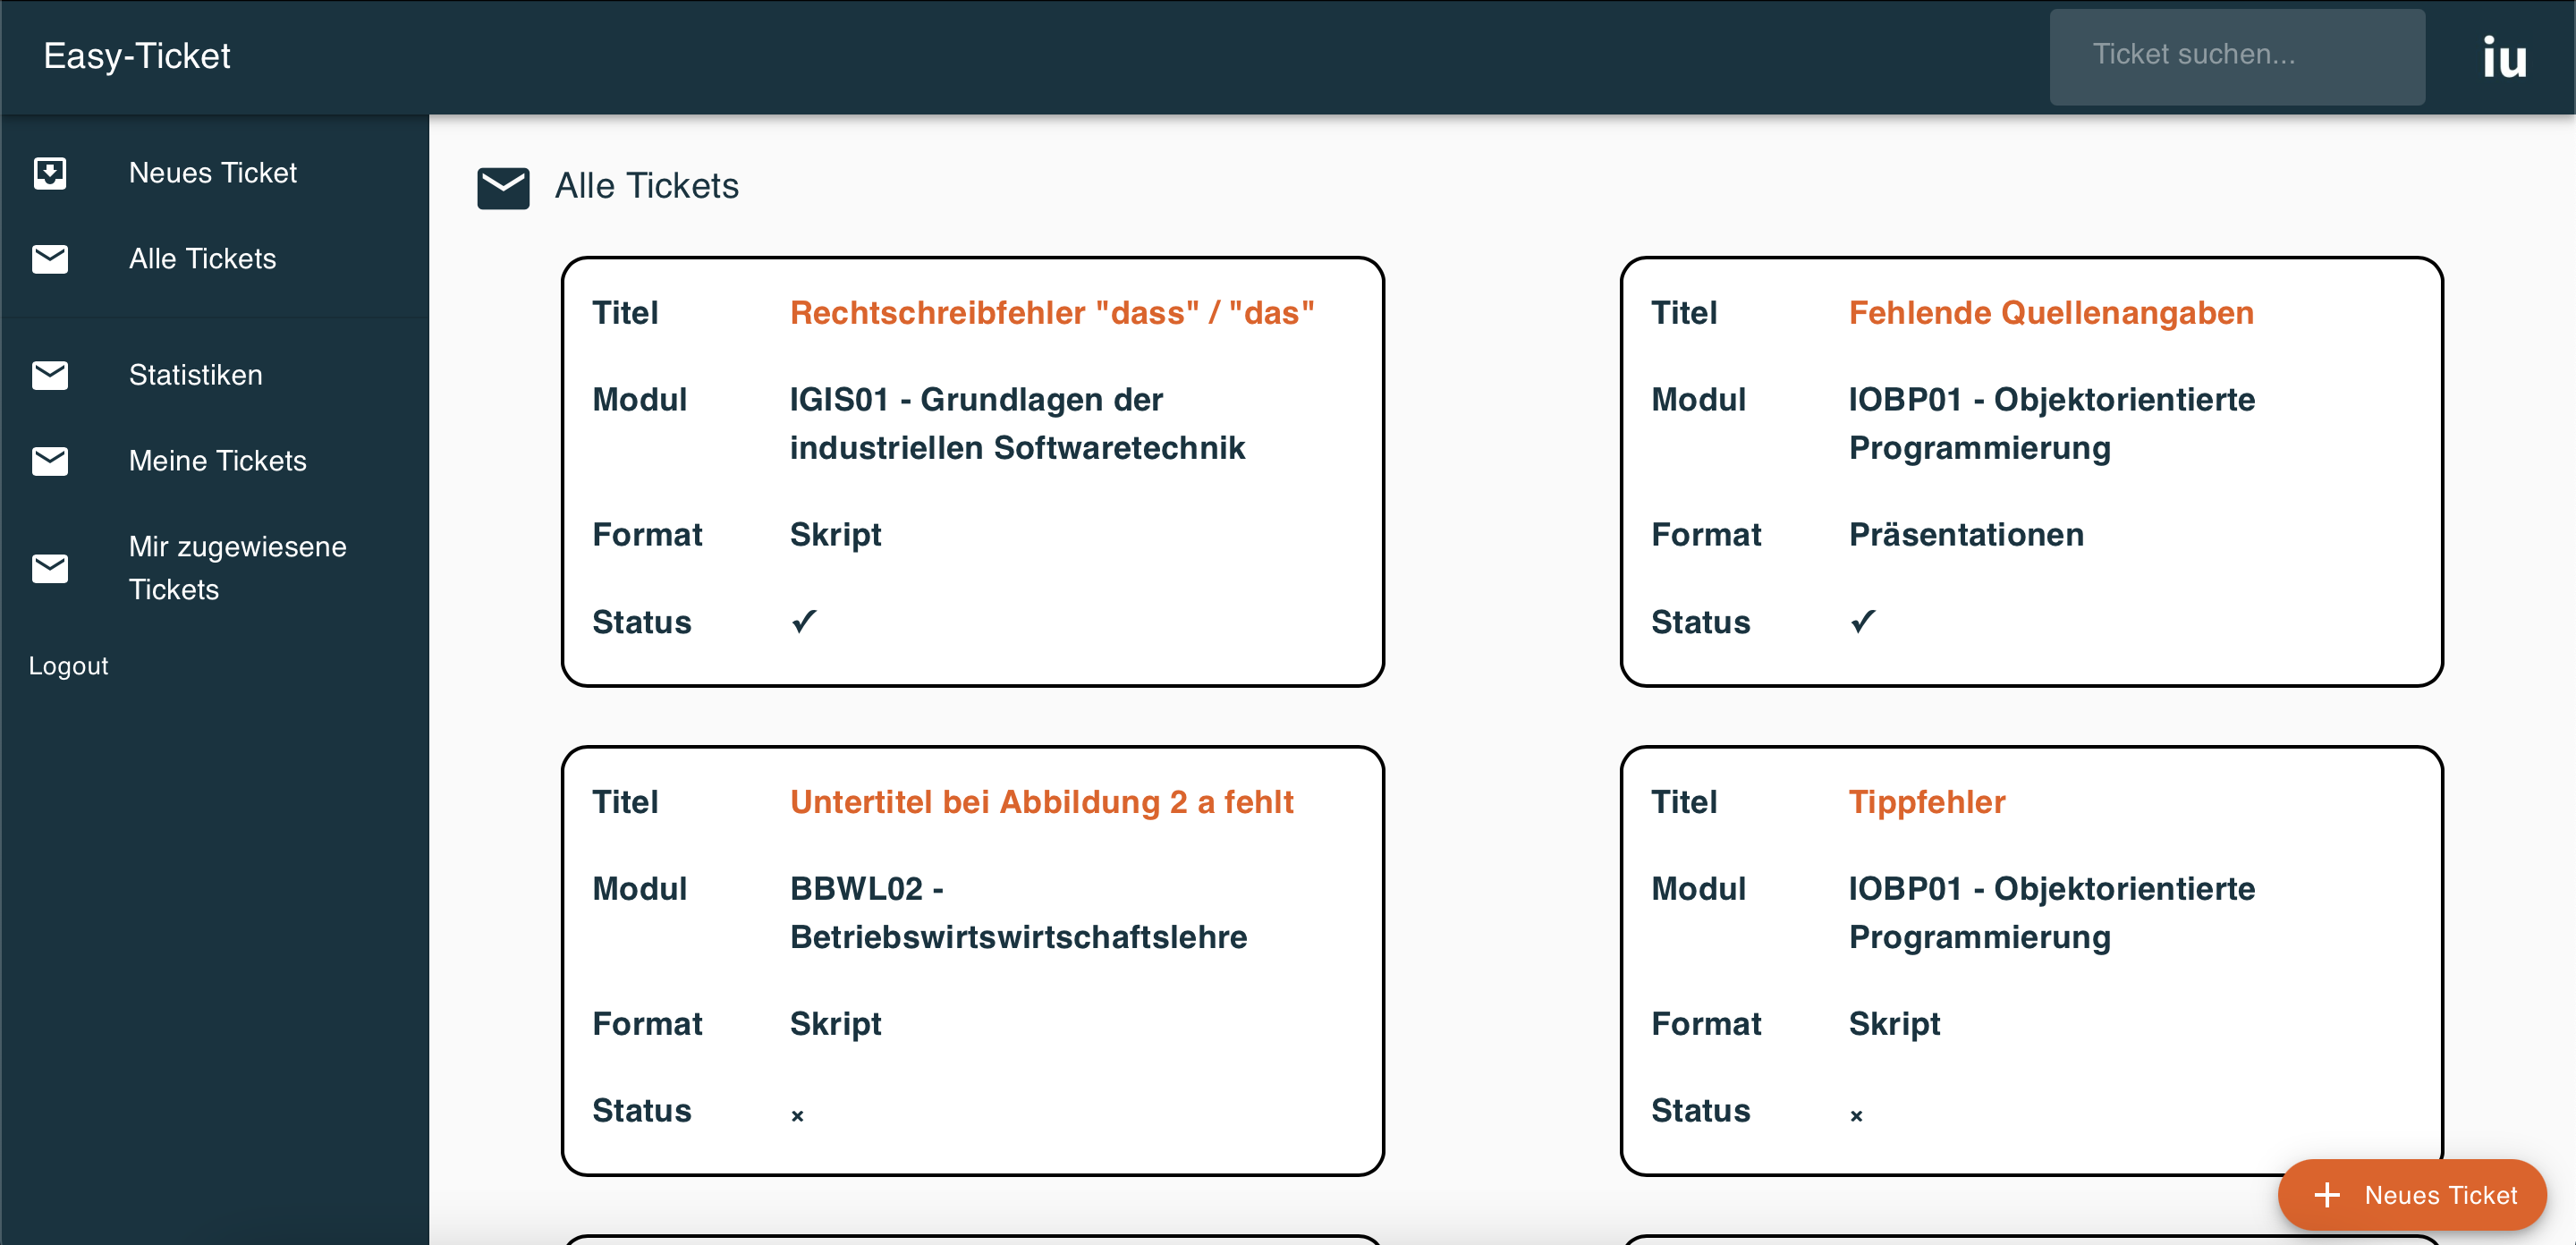 Easy-Ticket
Ticket suchen...
iu
Neues Ticket
Alle Tickets
Statistiken
Meine Tickets
Mir zugewiesene
Tickets
Logout
Alle Tickets
Titel Rechtschreibfehler "dass" / "das"
Modul IGIS01 - Grundlagen der
industriellen Softwaretechnik
Format Skript
Status ✓
Titel Fehlende Quellenangaben
Modul IOBP01 - Objektorientierte
Programmierung
Format Präsentationen
Status ✓
Titel Untertitel bei Abbildung 2 a fehlt
Modul BBWL02 -
Betriebswirtswirtschaftslehre
Format Skript
Status ×
Titel Tippfehler
Modul IOBP01 - Objektorientierte
Programmierung
Format Skript
Status ×
+ Neues Ticket